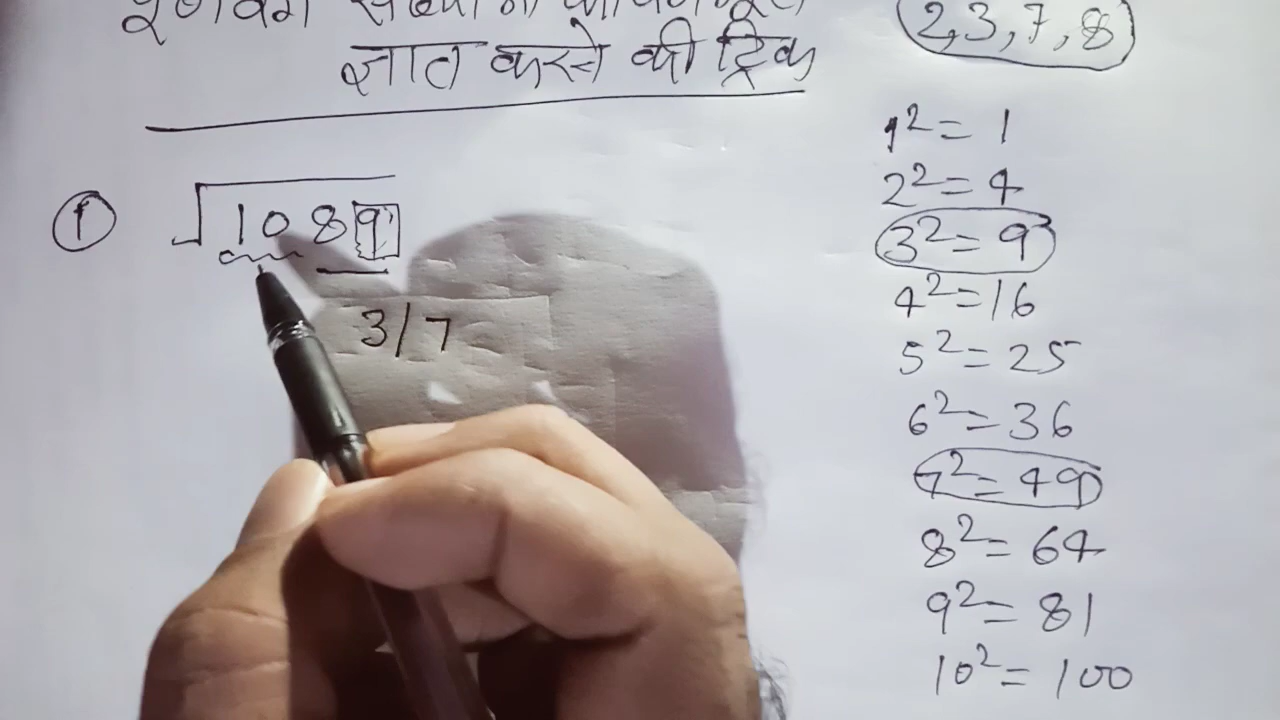 ज्ञात करने की ट्रिक
2,3,7,8
① √1089
3/7
1² = 1
2² = 4
3² = 9
4² = 16
5² = 25
6² = 36
7² = 49
8² = 64
9² = 81
10² = 100